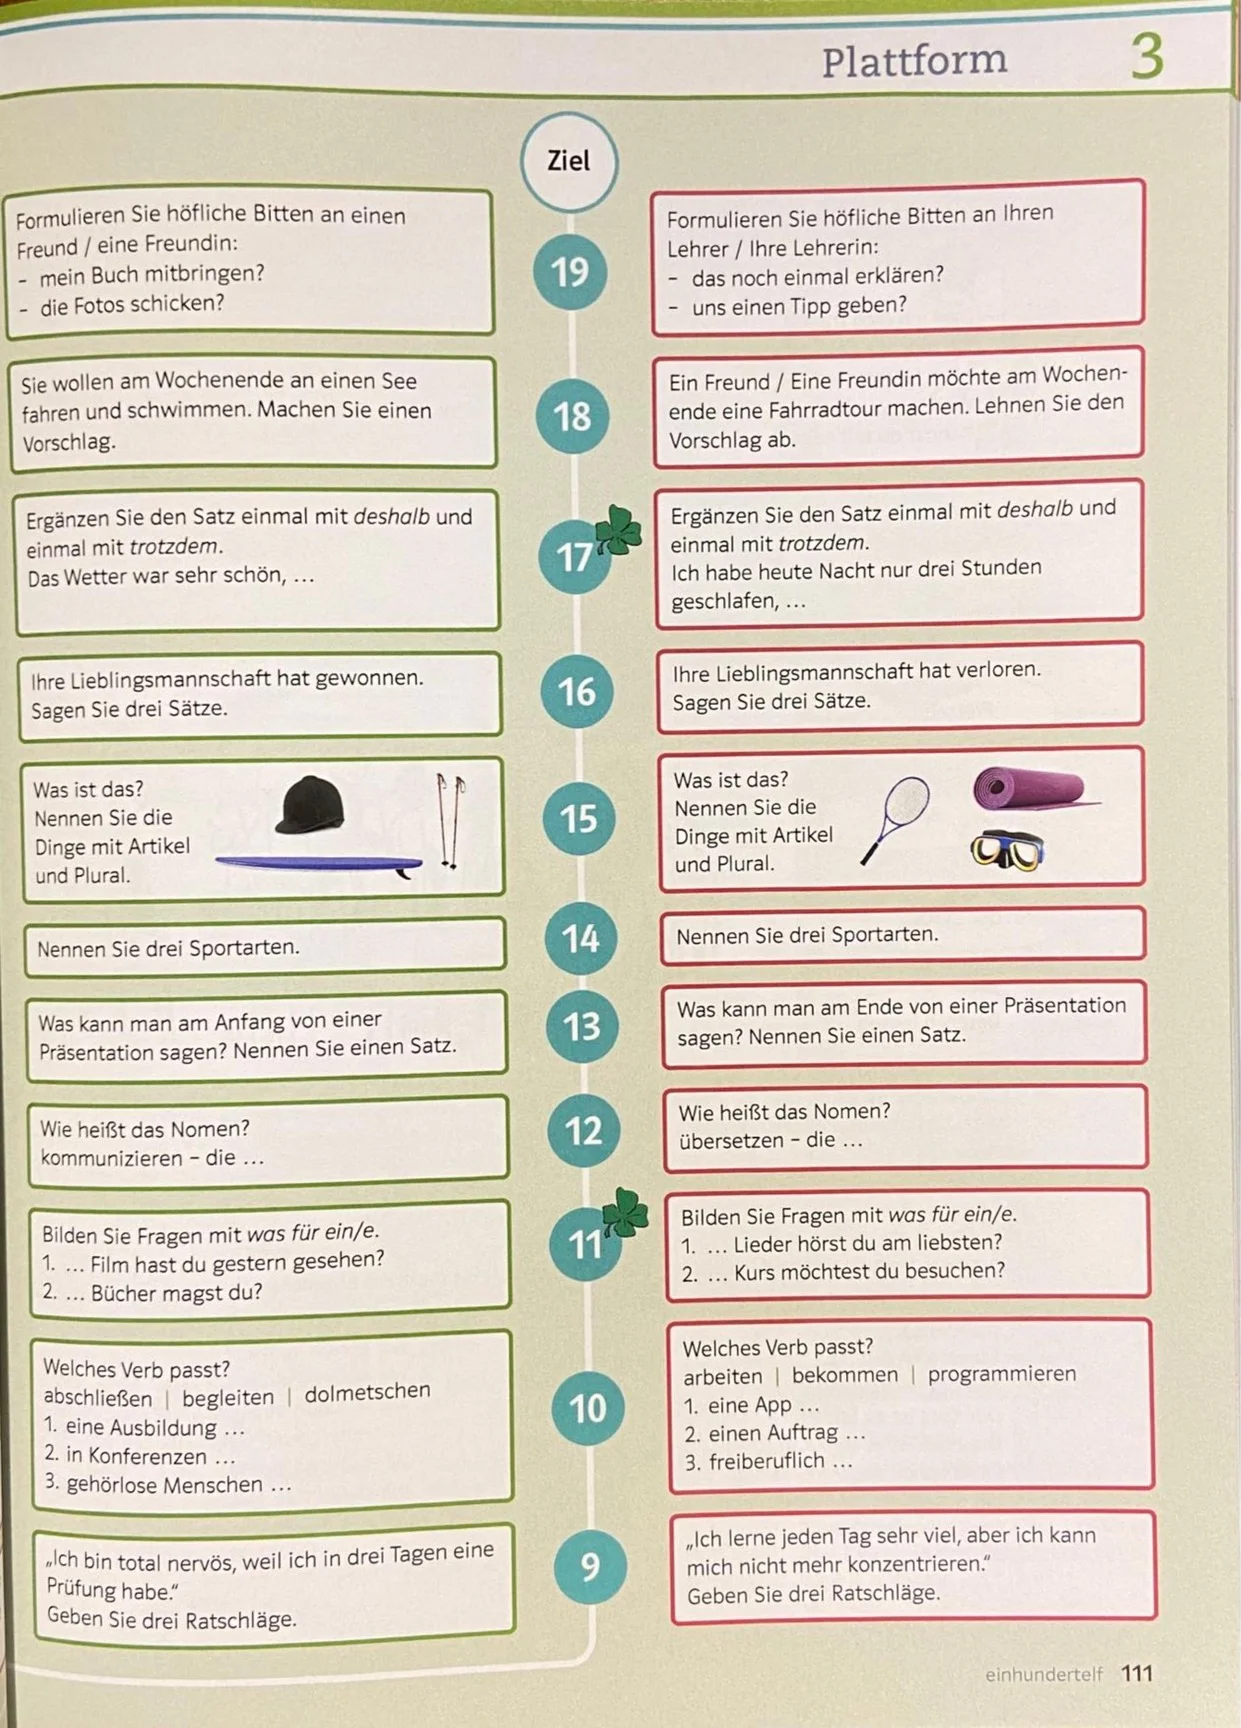 Plattform 3
Ziel
Formulieren Sie höfliche Bitten an einen
Freund / eine Freundin:
- mein Buch mitbringen?
- die Fotos schicken?
19
Formulieren Sie höfliche Bitten an Ihren
Lehrer / Ihre Lehrerin:
- das noch einmal erklären?
- uns einen Tipp geben?
Sie wollen am Wochenende an einen See
fahren und schwimmen. Machen Sie einen
Vorschlag.
18
Ein Freund / Eine Freundin möchte am Wochen-
ende eine Fahrradtour machen. Lehnen Sie den
Vorschlag ab.
Ergänzen Sie den Satz einmal mit deshalb und
einmal mit trotzdem.
Das Wetter war sehr schön, ...
17
Ergänzen Sie den Satz einmal mit deshalb und
einmal mit trotzdem.
Ich habe heute Nacht nur drei Stunden
geschlafen, ...
Ihre Lieblingsmannschaft hat gewonnen.
Sagen Sie drei Sätze.
16
Ihre Lieblingsmannschaft hat verloren.
Sagen Sie drei Sätze.
Was ist das?
Nennen Sie die
Dinge mit Artikel
und Plural.
15
Was ist das?
Nennen Sie die
Dinge mit Artikel
und Plural.
Nennen Sie drei Sportarten.
14
Nennen Sie drei Sportarten.
Was kann man am Anfang von einer
Präsentation sagen? Nennen Sie einen Satz.
13
Was kann man am Ende von einer Präsentation
sagen? Nennen Sie einen Satz.
Wie heißt das Nomen?
kommunizieren – die ...
12
Wie heißt das Nomen?
übersetzen – die ...
Bilden Sie Fragen mit was für ein/e.
1. ... Film hast du gestern gesehen?
2. ... Bücher magst du?
11
Bilden Sie Fragen mit was für ein/e.
1. ... Lieder hörst du am liebsten?
2. ... Kurs möchtest du besuchen?
Welches Verb passt?
abschließen | begleiten | dolmetschen
1. eine Ausbildung ...
2. in Konferenzen ...
3. gehörlose Menschen ...
10
Welches Verb passt?
arbeiten | bekommen | programmieren
1. eine App ...
2. einen Auftrag ...
3. freiberuflich ...
„Ich bin total nervös, weil ich in drei Tagen eine
Prüfung habe.“
Geben Sie drei Ratschläge.
9
„Ich lerne jeden Tag sehr viel, aber ich kann
mich nicht mehr konzentrieren.“
Geben Sie drei Ratschläge.
einhundertelf 111